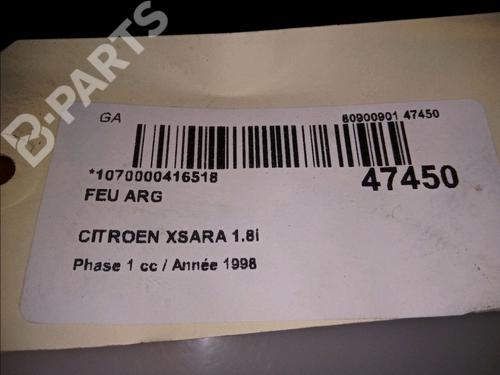 B-PARTS
GA 80900901 47450
*1070000416518 47450
FEU ARG
CITROEN XSARA 1.8i
Phase 1 cc / Année 1998